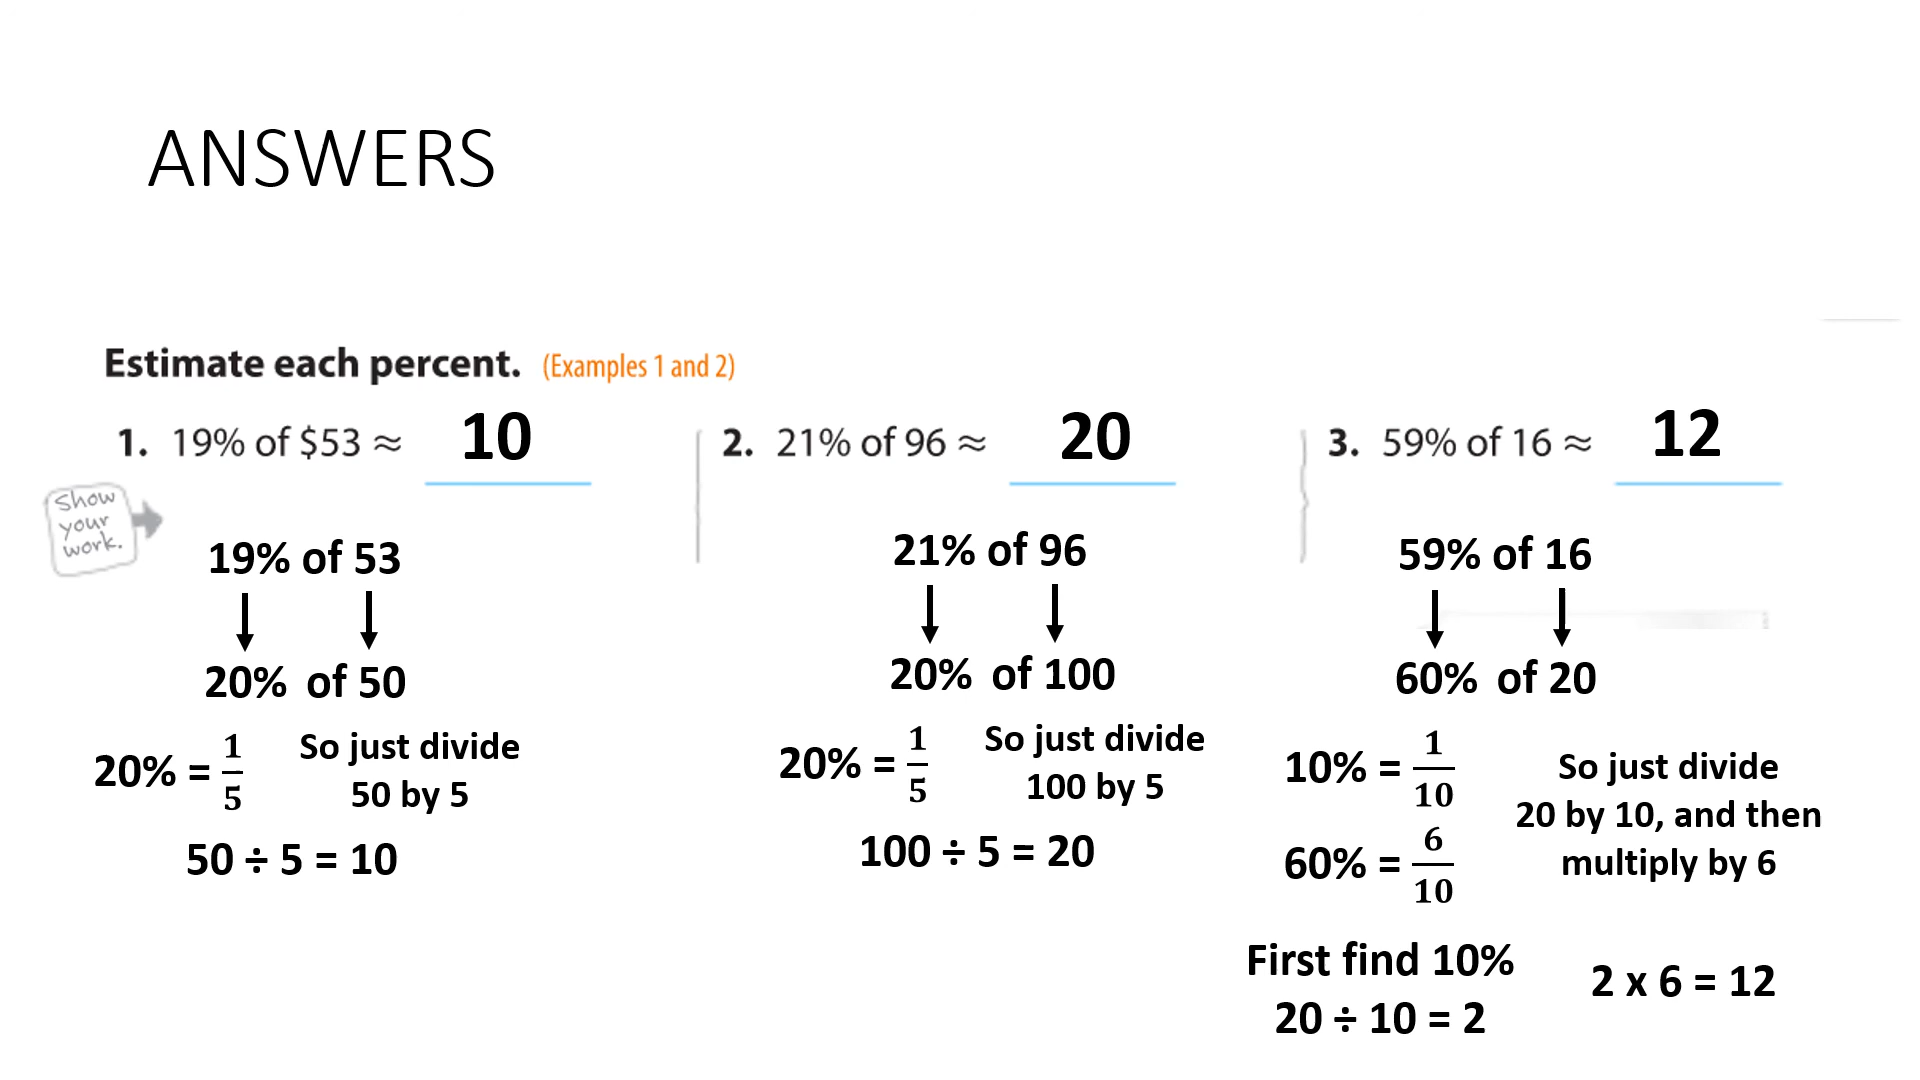 ANSWERS
Estimate each percent. (Examples 1 and 2)
1. 19% of $53 ≈ 10
Show
your
work.
19% of 53
20% of 50
20% = 1/5
So just divide
50 by 5
50 ÷ 5 = 10
2. 21% of 96 ≈ 20
21% of 96
20% of 100
20% = 1/5
So just divide
100 by 5
100 ÷ 5 = 20
3. 59% of 16 ≈ 12
59% of 16
60% of 20
10% = 1/10
60% = 6/10
So just divide
20 by 10, and then
multiply by 6
First find 10%
20 ÷ 10 = 2
2 x 6 = 12